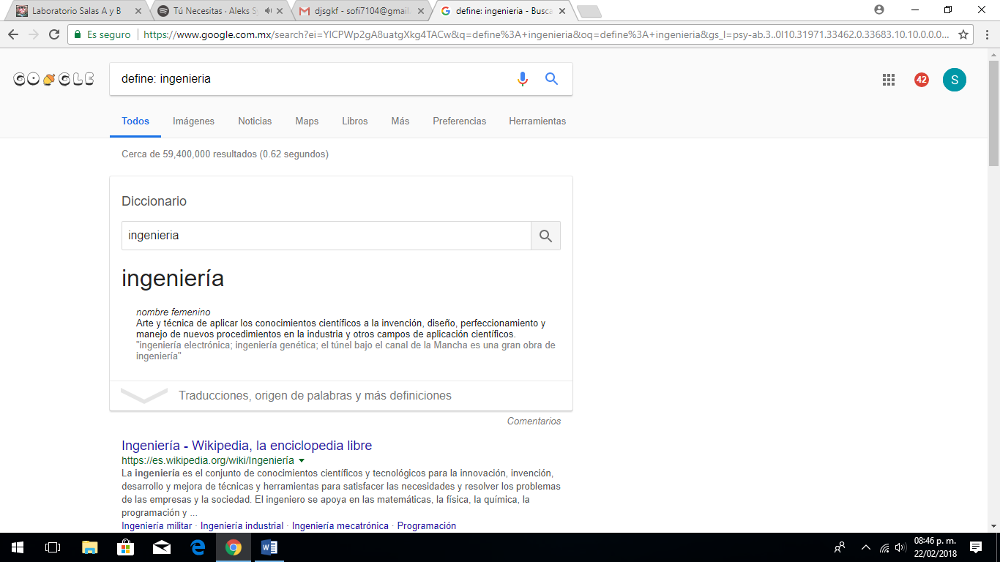 Laboratorio Salas A y B
Tú Necesitas · Aleks Sy
djsgkf - sofi7104@gmail.
define: ingenieria - Busca
Es seguro
https://www.google.com.mx/search?ei=YlCPWp2gA8uatgXkg4TACw&q=define%3A+ingenieria&oq=define%3A+ingenieria&gs_l=psy-ab.3..0l10.31971.33462.0.33683.10.10.0.0.0...
GOOGLE
define: ingenieria
42
S
Todos
Imágenes
Noticias
Maps
Libros
Más
Preferencias
Herramientas
Cerca de 59,400,000 resultados (0.62 segundos)
Diccionario
ingenieria
ingeniería
nombre femenino
Arte y técnica de aplicar los conocimientos científicos a la invención, diseño, perfeccionamiento y
manejo de nuevos procedimientos en la industria y otros campos de aplicación científicos.
"ingeniería electrónica; ingeniería genética; el túnel bajo el canal de la Mancha es una gran obra de
ingeniería"
Traducciones, origen de palabras y más definiciones
Comentarios
Ingeniería - Wikipedia, la enciclopedia libre
https://es.wikipedia.org/wiki/Ingeniería
La ingeniería es el conjunto de conocimientos científicos y tecnológicos para la innovación, invención,
desarrollo y mejora de técnicas y herramientas para satisfacer las necesidades y resolver los problemas
de las empresas y la sociedad. El ingeniero se apoya en las matemáticas, la física, la química, la
programación y ...
Ingeniería militar · Ingeniería industrial · Ingeniería mecatrónica · Programación
08:46 p. m.
22/02/2018